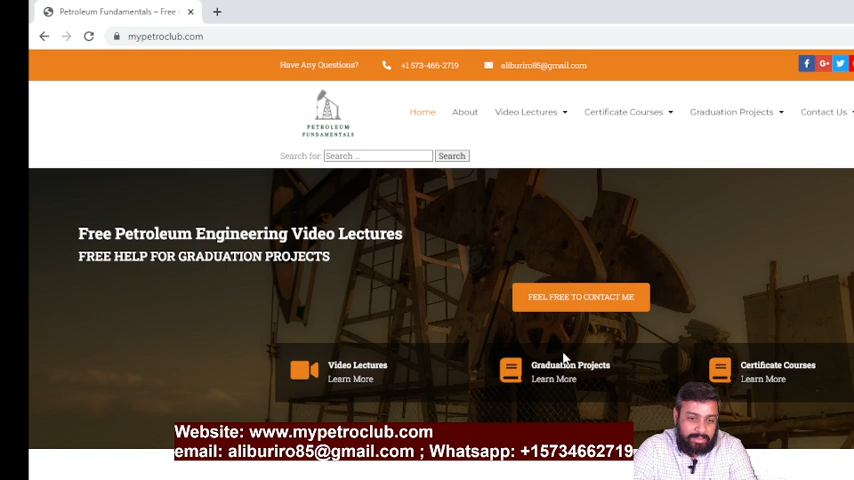 Petroleum Fundamentals – Free
mypetroclub.com
Have Any Questions? +1 573-466-2719 aliburiro85@gmail.com
f G+
PETROLEUM
FUNDAMENTALS
Home About Video Lectures Certificate Courses Graduation Projects Contact Us
Search for: Search … Search
Free Petroleum Engineering Video Lectures
FREE HELP FOR GRADUATION PROJECTS
FEEL FREE TO CONTACT ME
Video Lectures Graduation Projects Certificate Courses
Learn More Learn More Learn More
Website: www.mypetroclub.com
email: aliburiro85@gmail.com ; Whatsapp: +15734662719